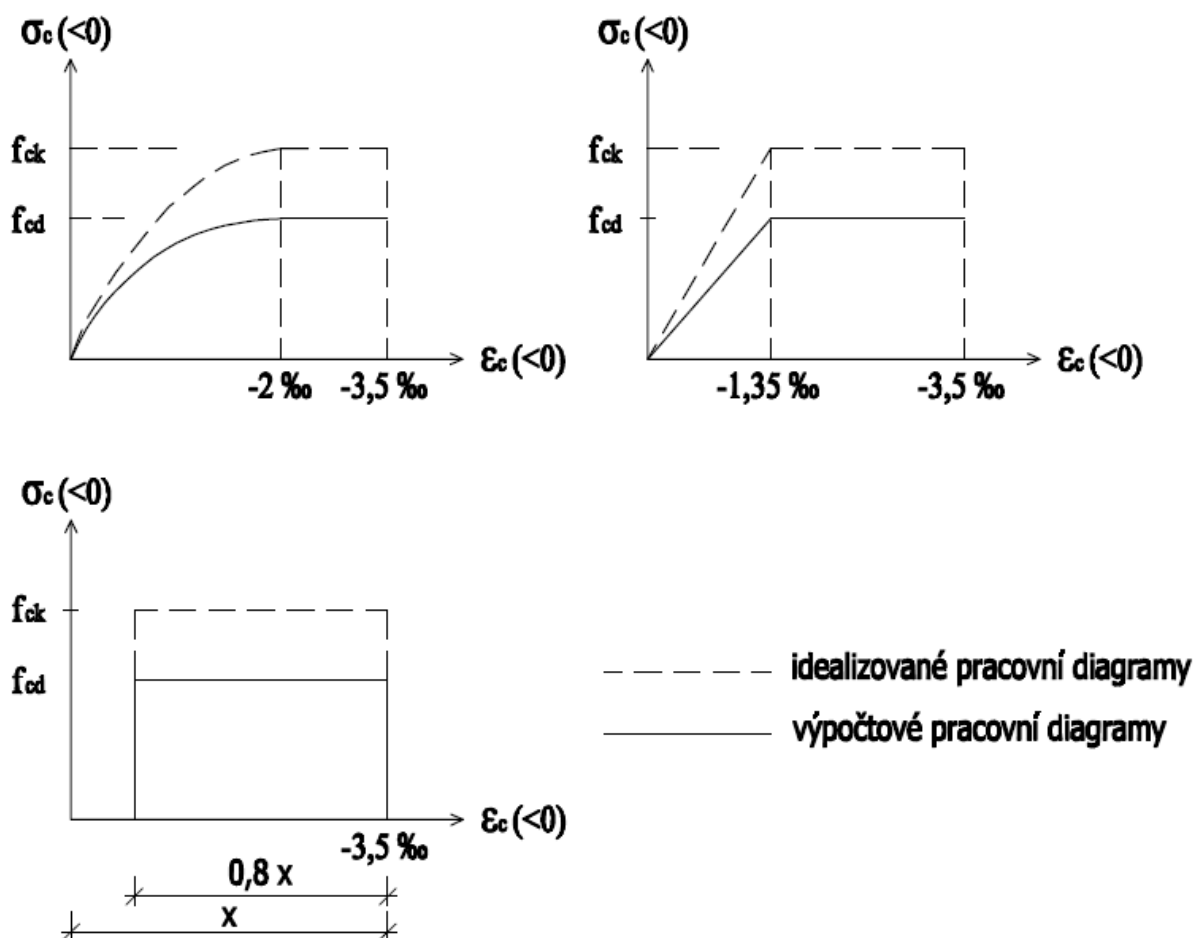 σc (<0)
fck
fcd
-2 ‰
-3,5 ‰
εc (<0)
σc (<0)
fck
fcd
-1,35 ‰
-3,5 ‰
εc (<0)
σc (<0)
fck
fcd
-3,5 ‰
εc (<0)
0,8 x
x
idealizované pracovní diagramy
výpočtové pracovní diagramy